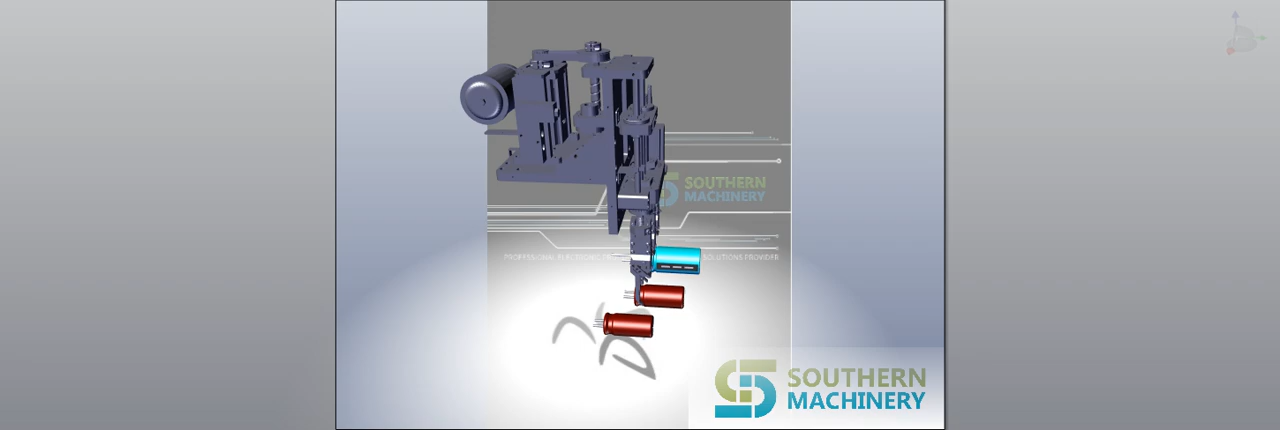 SOUTHERN
MACHINERY
PROFESSIONAL ELECTRONIC SOLUTIONS PROVIDER
SOUTHERN
MACHINERY